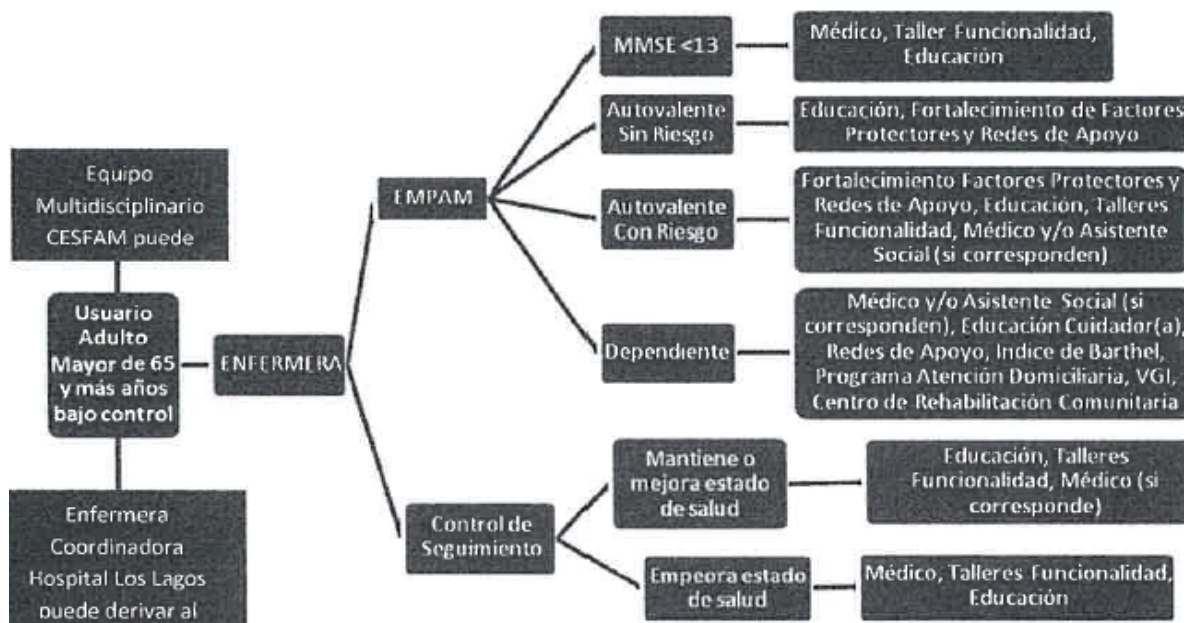 Equipo
Multidisciplinario
CESFAM puede
Usuario
Adulto
Mayor de 65
y más años
bajo control
Enfermera
Coordinadora
Hospital Los Lagos
puede derivar al
ENFERMERA
EMPAM
MMSE <13
Médico, Taller Funcionalidad,
Educación
Autovalente
Sin Riesgo
Educación, Fortalecimiento de Factores
Protectores y Redes de Apoyo
Autovalente
Con Riesgo
Fortalecimiento Factores Protectores y
Redes de Apoyo, Educación, Talleres
Funcionalidad, Médico y/o Asistente
Social (si corresponden)
Dependiente
Médico y/o Asistente Social (si
corresponden), Educación Cuidador(a),
Redes de Apoyo, Indice de Barthel,
Programa Atención Domiciliaria, VGI,
Centro de Rehabilitación Comunitaria
Control de
Seguimiento
Mantiene o
mejora estado
de salud
Educación, Talleres
Funcionalidad, Médico (si
corresponde)
Empeora estado
de salud
Médico, Talleres Funcionalidad,
Educación